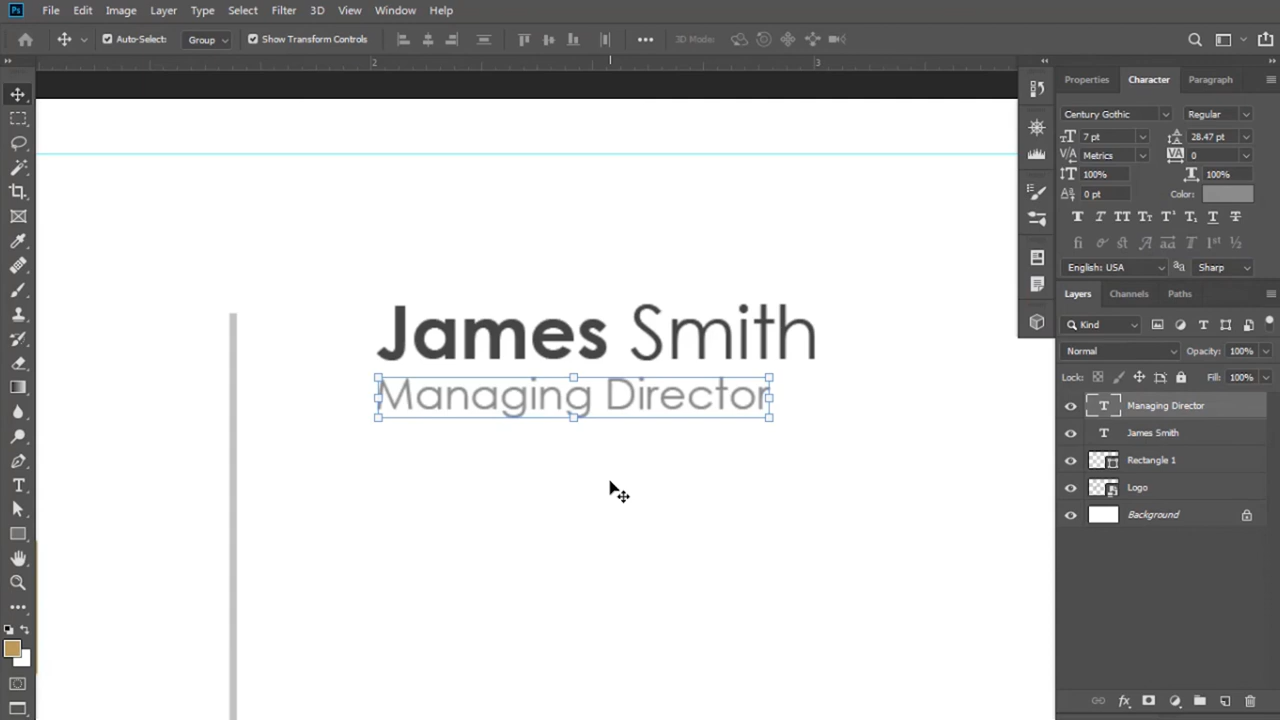 Ps File Edit Image Layer Type Select Filter 3D View Window Help
Auto-Select: Group Show Transform Controls 3D Mode:
2 3
Properties Character Paragraph
Century Gothic Regular
7 pt 28.47 pt
Metrics 0
100% 100%
0 pt Color:
English: USA Sharp
Layers Channels Paths
Kind
Normal Opacity: 100%
Lock: Fill: 100%
Managing Director
James Smith
Rectangle 1
Logo
Background
James Smith
Managing Director